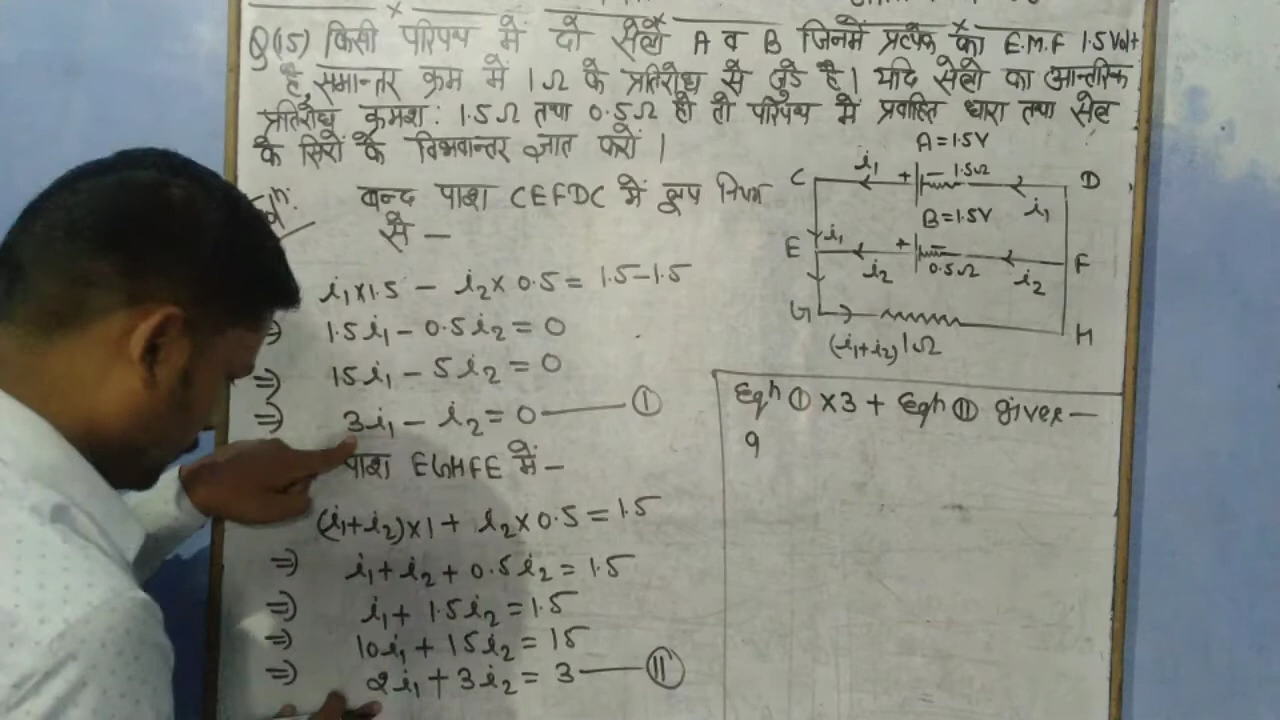 Q(15) किसी परिपथ में दो सेलो A व B जिनमें प्रत्येक का E.M.F 1.5 Volt
है, समान्तर क्रम में 1Ω के प्रतिरोध से जुडे है। यदि सेलो का आन्तरिक
प्रतिरोध क्रमश: 1.5Ω तथा 0.5Ω हो तो परिपथ में प्रवाहित धारा तथा सेल
के सिरों के विभवान्तर ज्ञात करों।
बन्द पाश CEFDC में लूप नियम
से —
i₁×1.5 - i₂×0.5 = 1.5-1.5
⇒ 1.5i₁ - 0.5i₂ = 0
⇒ 15i₁ - 5i₂ = 0
⇒ 3i₁ - i₂ = 0 — I
पाश EGHFE में —
(i₁+i₂)×1 + i₂×0.5 = 1.5
⇒ i₁+i₂ + 0.5i₂ = 1.5
⇒ i₁ + 1.5i₂ = 1.5
⇒ 10i₁ + 15i₂ = 15
⇒ 2i₁ + 3i₂ = 3 — II
A = 1.5V
C i₁ + - 1.5Ω D
i₁
B = 1.5V
E i₁ + - F
i₂ 0.5Ω i₂
G H
(i₁+i₂) 1Ω
Eqn I ×3 + Eqn II gives —
9